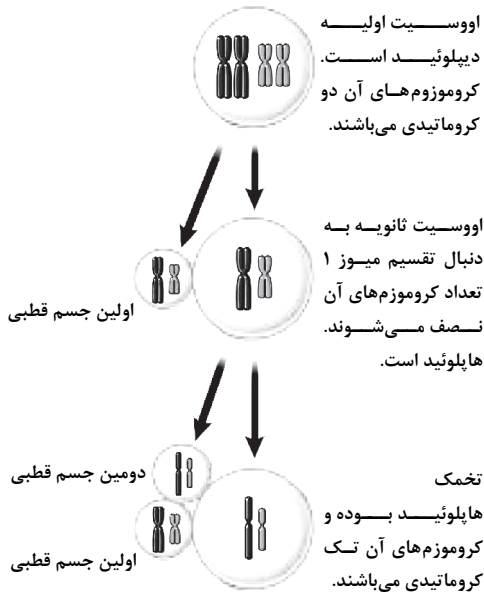 اووسیت اولیه
دیپلوئید است.
کروموزوم‌های آن دو
کروماتیدی می‌باشند.
اووسیت ثانویه به
دنبال تقسیم میوز ۱
تعداد کروموزم‌های آن
نصف می‌شوند.
هاپلوئید است.
اولین جسم قطبی
تخمک
هاپلوئید بوده و
کروموزم‌های آن تک
کروماتیدی می‌باشند.
دومین جسم قطبی
اولین جسم قطبی